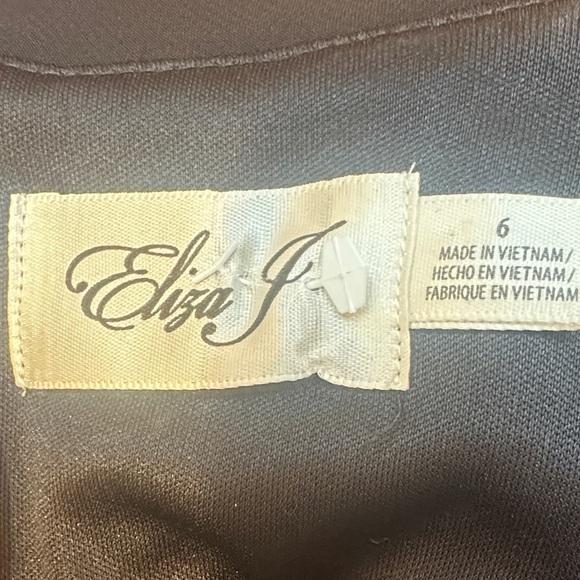 Eliza J
6
MADE IN VIETNAM/
HECHO EN VIETNAM/
FABRIQUE EN VIETNAM